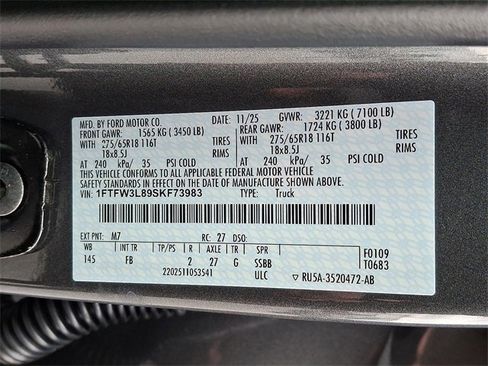 MFD. BY FORD MOTOR CO. 11/25 GVWR: 3221 KG ( 7100 LB)
FRONT GAWR: 1565 KG ( 3450 LB) REAR GAWR: 1724 KG ( 3800 LB)
WITH 275/65R18 116T TIRES WITH 275/65R18 116T TIRES
18x8.5J RIMS 18x8.5J RIMS
AT 240 kPa/ 35 PSI COLD AT 240 kPa/ 35 PSI COLD
THIS VEHICLE CONFORMS TO ALL APPLICABLE FEDERAL MOTOR VEHICLE
SAFETY STANDARDS IN EFFECT ON THE DATE OF MANUFACTURE SHOWN ABOVE.
VIN: 1FTFW3L89SKF73983 TYPE: Truck
EXT PNT: M7 RC: 27 DSO:
WB INT TR TP/PS R AXLE TR SPR F0109
145 FB 2 27 G SSBB T0683
2202511053541 ULC RU5A-3520472-AB